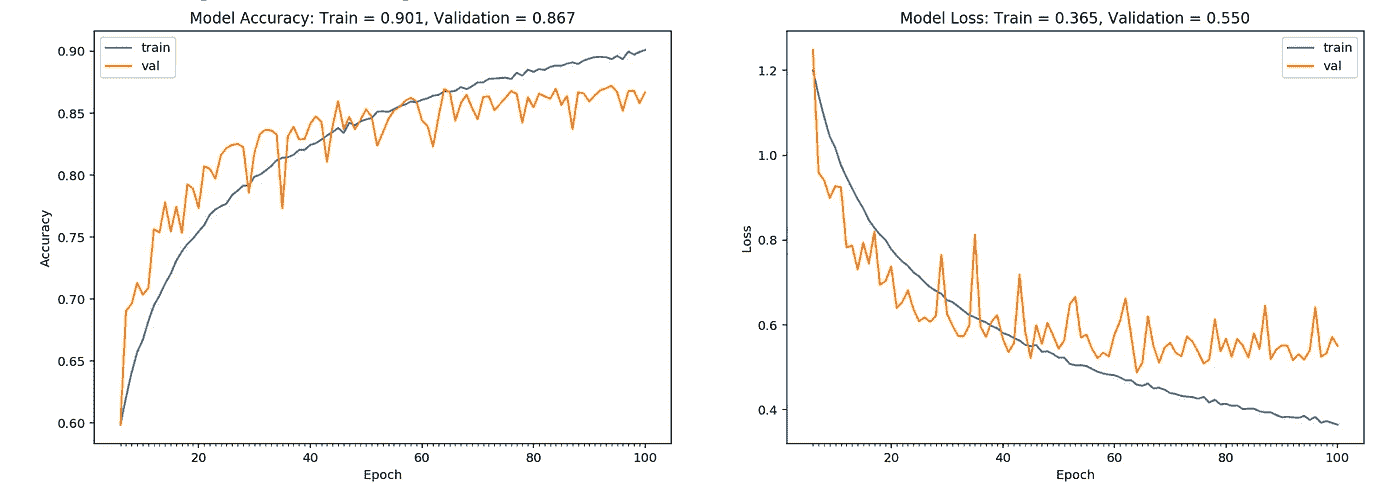 Model Accuracy: Train = 0.901, Validation = 0.867
train
val
0.90
0.85
0.80
0.75
0.70
0.65
0.60
Accuracy
20 40 60 80 100
Epoch
Model Loss: Train = 0.365, Validation = 0.550
train
val
1.2
1.0
0.8
0.6
0.4
Loss
20 40 60 80 100
Epoch